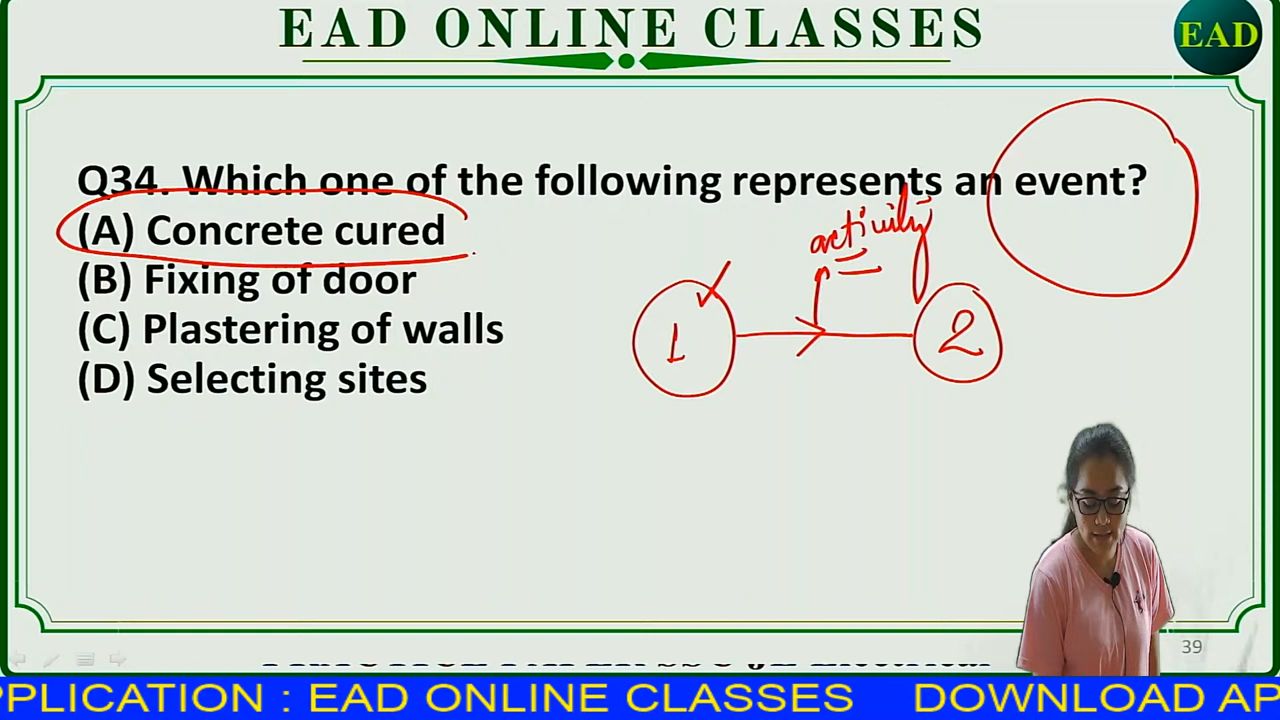 EAD ONLINE CLASSES
EAD
Q34. Which one of the following represents an event?
(A) Concrete cured
(B) Fixing of door
(C) Plastering of walls
(D) Selecting sites
activity
1
2
39
PPLICATION : EAD ONLINE CLASSES DOWNLOAD AP